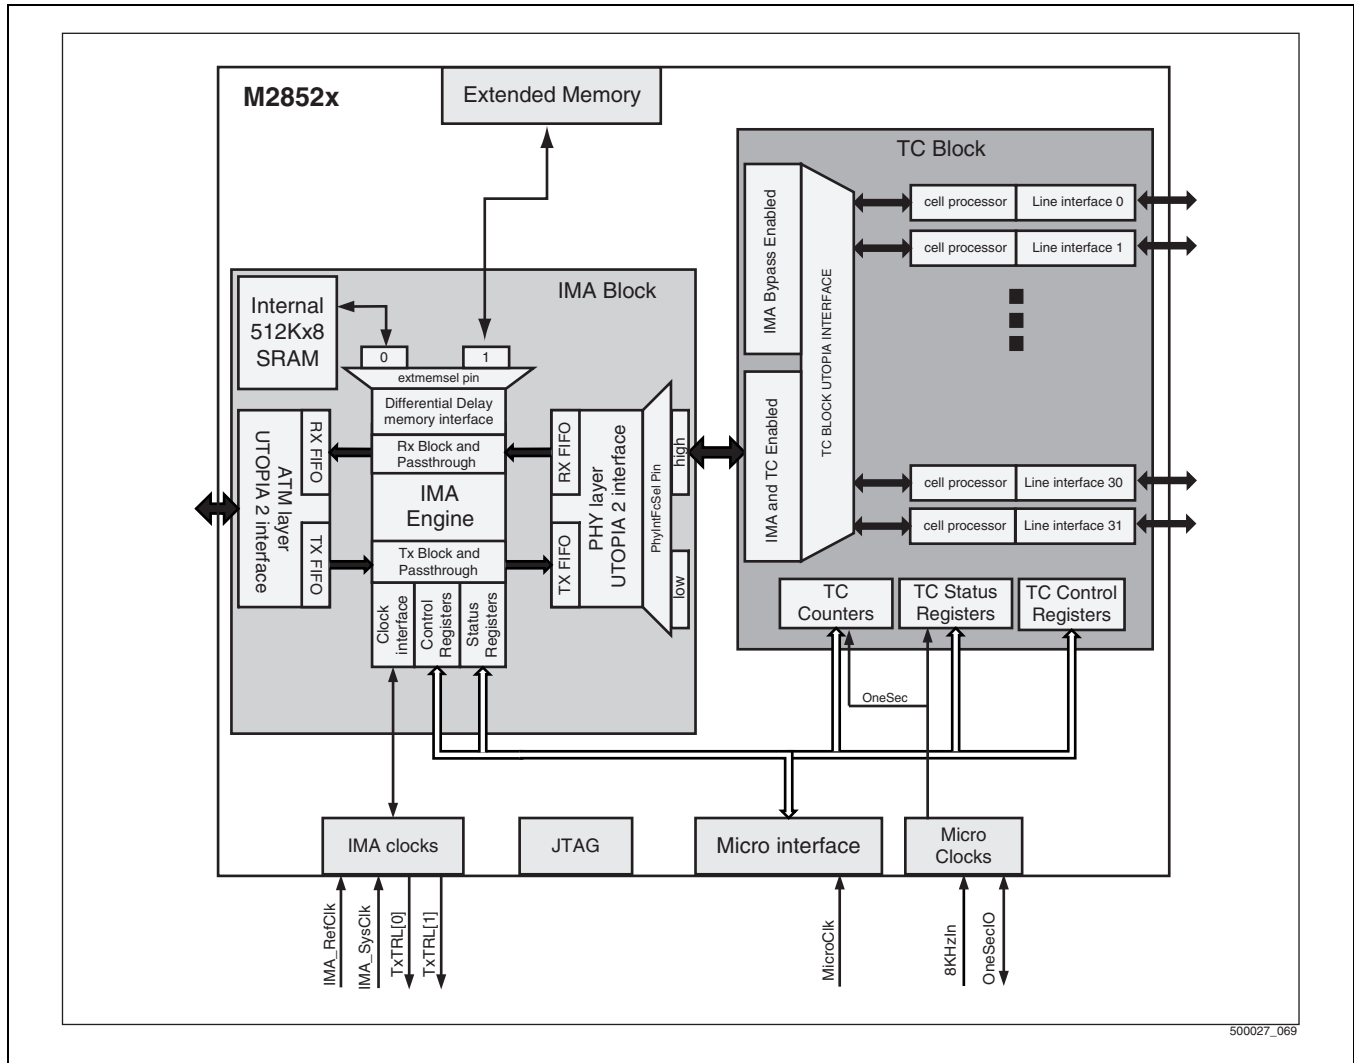 M2852x
Extended Memory
TC Block
IMA Bypass Enabled
IMA and TC Enabled
TC BLOCK UTOPIA INTERFACE
cell processor
Line interface 0
cell processor
Line interface 1
cell processor
Line interface 30
cell processor
Line interface 31
TC
Counters
TC Status
Registers
TC Control
Registers
OneSec
IMA Block
Internal
512Kx8
SRAM
0
1
extmemsel pin
Differential Delay
memory interface
Rx Block and
Passthrough
IMA
Engine
Tx Block and
Passthrough
Clock
interface
Control
Registers
Status
Registers
ATM layer
UTOPIA 2 interface
RX FIFO
TX FIFO
RX FIFO
TX FIFO
PHY layer
UTOPIA 2 interface
PhyIntFcSel Pin
high
low
IMA clocks
JTAG
Micro interface
Micro
Clocks
IMA_RefClk
IMA_SysClk
TxTRL[0]
TxTRL[1]
MicroClk
8KHzIn
OneSecIO
500027_069